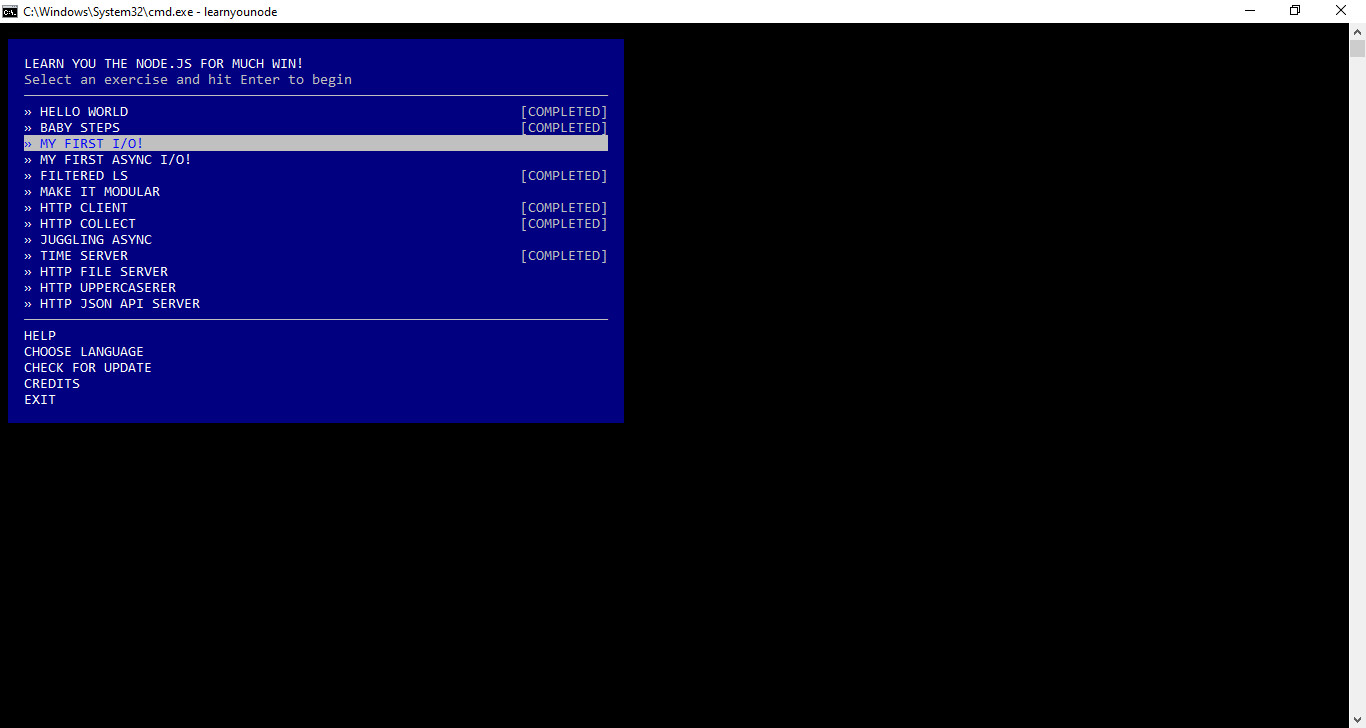 C:\Windows\System32\cmd.exe - learnyounode
LEARN YOU THE NODE.JS FOR MUCH WIN!
Select an exercise and hit Enter to begin
» HELLO WORLD [COMPLETED]
» BABY STEPS [COMPLETED]
» MY FIRST I/O!
» MY FIRST ASYNC I/O!
» FILTERED LS [COMPLETED]
» MAKE IT MODULAR
» HTTP CLIENT [COMPLETED]
» HTTP COLLECT [COMPLETED]
» JUGGLING ASYNC
» TIME SERVER [COMPLETED]
» HTTP FILE SERVER
» HTTP UPPERCASERER
» HTTP JSON API SERVER
HELP
CHOOSE LANGUAGE
CHECK FOR UPDATE
CREDITS
EXIT